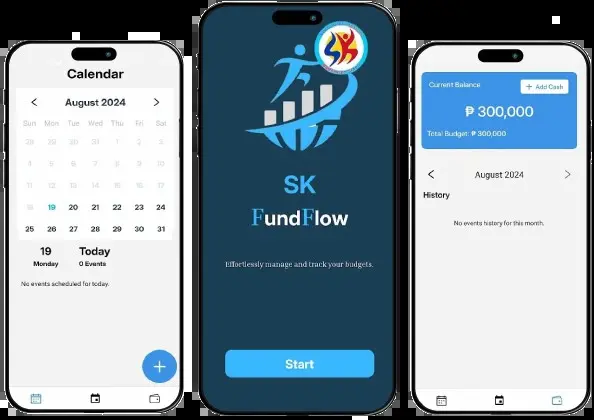 Calendar
August 2024
Sun Mon Tue Wed Thu Fri Sat
28 29 30 31 1 2 3
4 5 6 7 8 9 10
11 12 13 14 15 16 17
18 19 20 21 22 23 24
25 26 27 28 29 30 31
19 Today
Monday 0 Events
No events scheduled for today.
SK
SK
FundFlow
Effortlessly manage and track your budgets.
Start
Current Balance
+ Add Cash
₱ 300,000
Total Budget: ₱ 300,000
August 2024
History
No events history for this month.